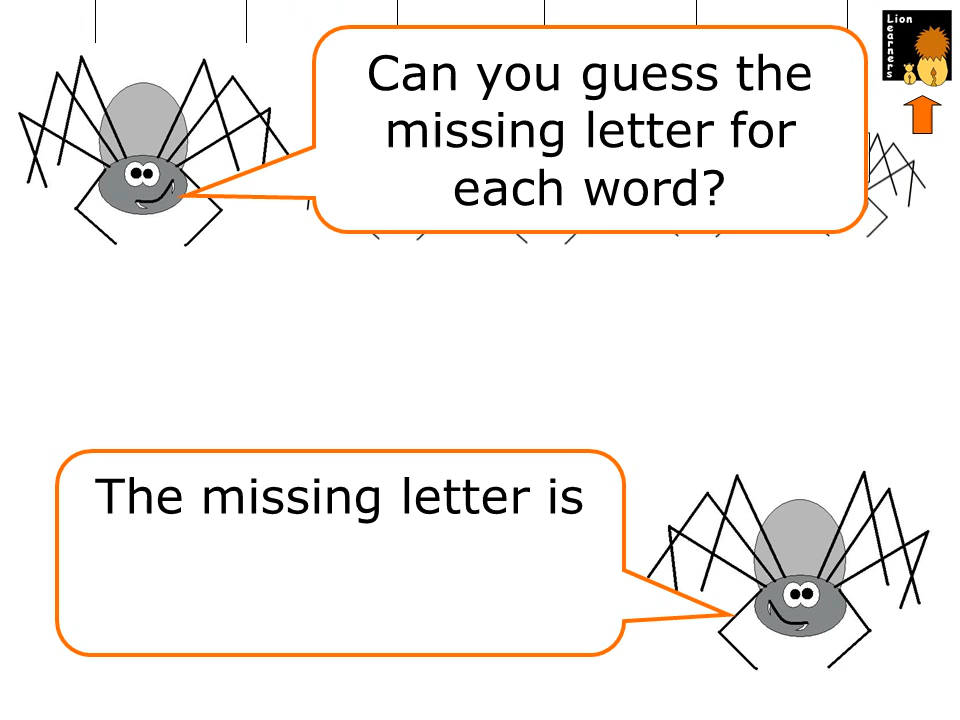 Lion
Learners
Can you guess the
missing letter for
each word?
The missing letter is